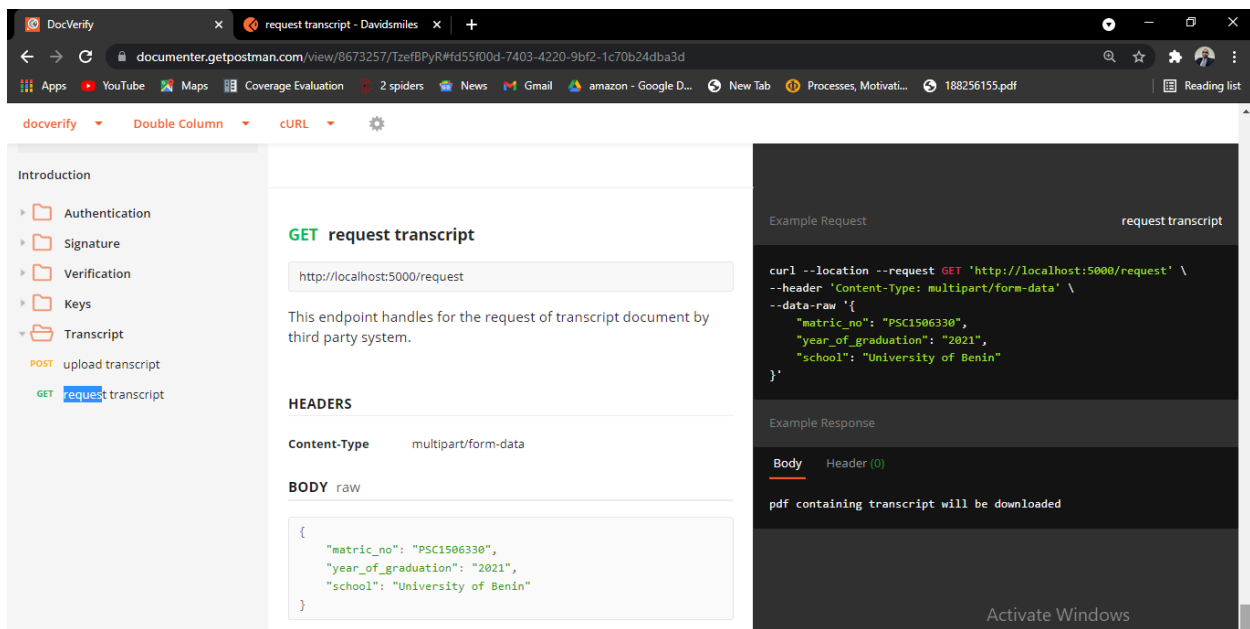 DocVerify
request transcript - Davidsmiles
documenter.getpostman.com/view/8673257/TzefBPyR#fd55f00d-7403-4220-9bf2-1c70b24dba3d
Apps YouTube Maps Coverage Evaluation 2 spiders News Gmail amazon - Google D... New Tab Processes, Motivati... 188256155.pdf Reading list
docverify Double Column cURL
Introduction
Authentication
Signature
Verification
Keys
Transcript
POST upload transcript
GET request transcript
GET request transcript
http://localhost:5000/request
This endpoint handles for the request of transcript document by
third party system.
HEADERS
Content-Type multipart/form-data
BODY raw
{
"matric_no": "PSC1506330",
"year_of_graduation": "2021",
"school": "University of Benin"
}
Example Request request transcript
curl --location --request GET 'http://localhost:5000/request' \
--header 'Content-Type: multipart/form-data' \
--data-raw '{
"matric_no": "PSC1506330",
"year_of_graduation": "2021",
"school": "University of Benin"
}'
Example Response
Body Header (0)
pdf containing transcript will be downloaded
Activate Windows